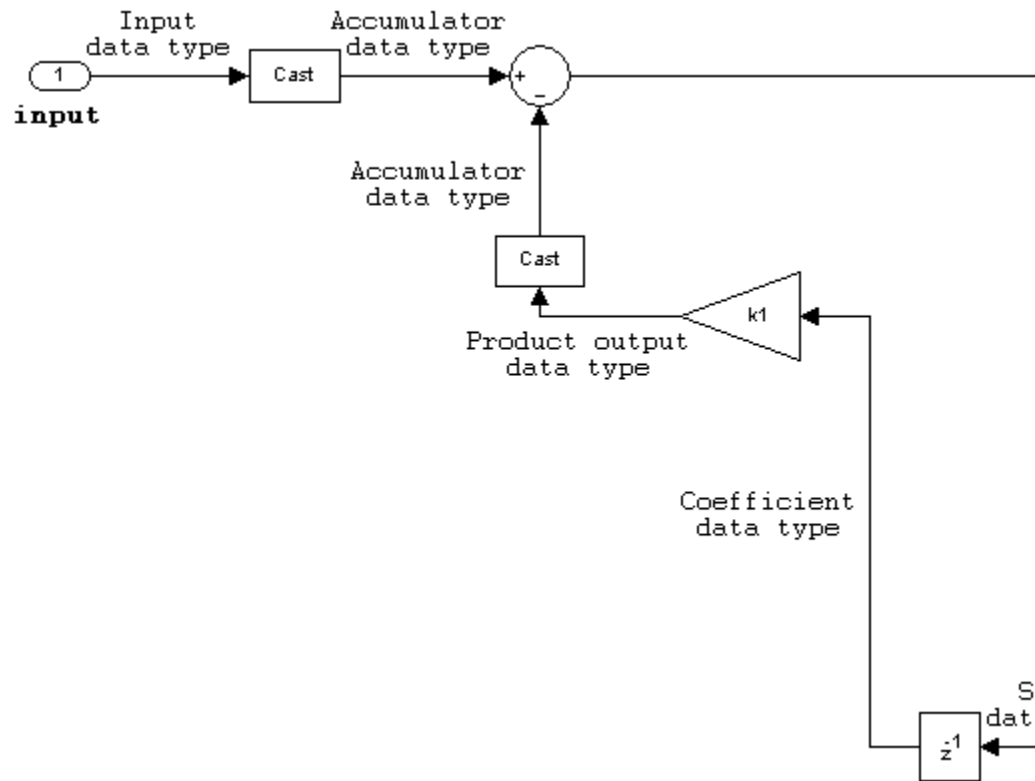 Input
data type
Accumulator
data type
1
Cast
+
−
input
Accumulator
data type
Cast
k1
Product output
data type
Coefficient
data type
S
dat
z-1